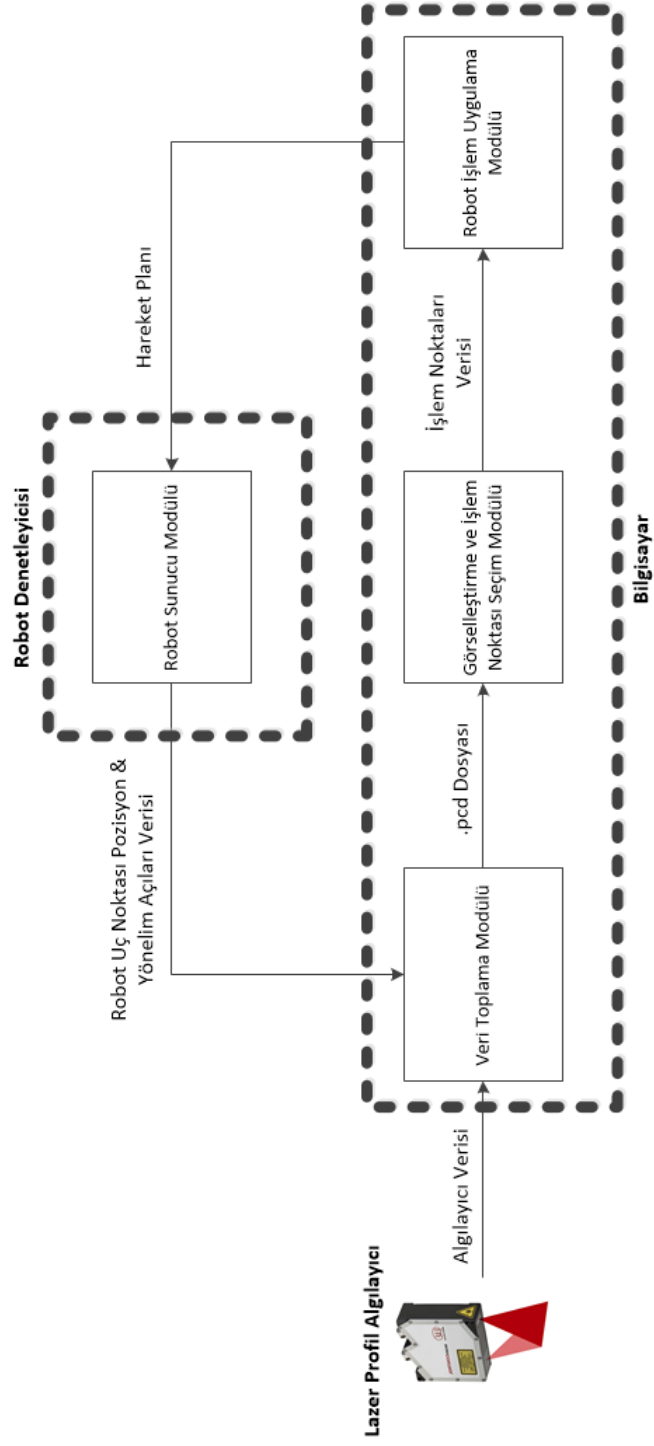 Robot Denetleyicisi
Robot Sunucu Modülü
Hareket Planı
Robot Uç Noktası Pozisyon &
Yönelim Açıları Verisi
Lazer Profil Algılayıcı
Algılayıcı Verisi
Veri Toplama Modülü
.pcd Dosyası
Görselleştirme ve İşlem
Noktası Seçim Modülü
İşlem Noktaları
Verisi
Robot İşlem Uygulama
Modülü
Bilgisayar